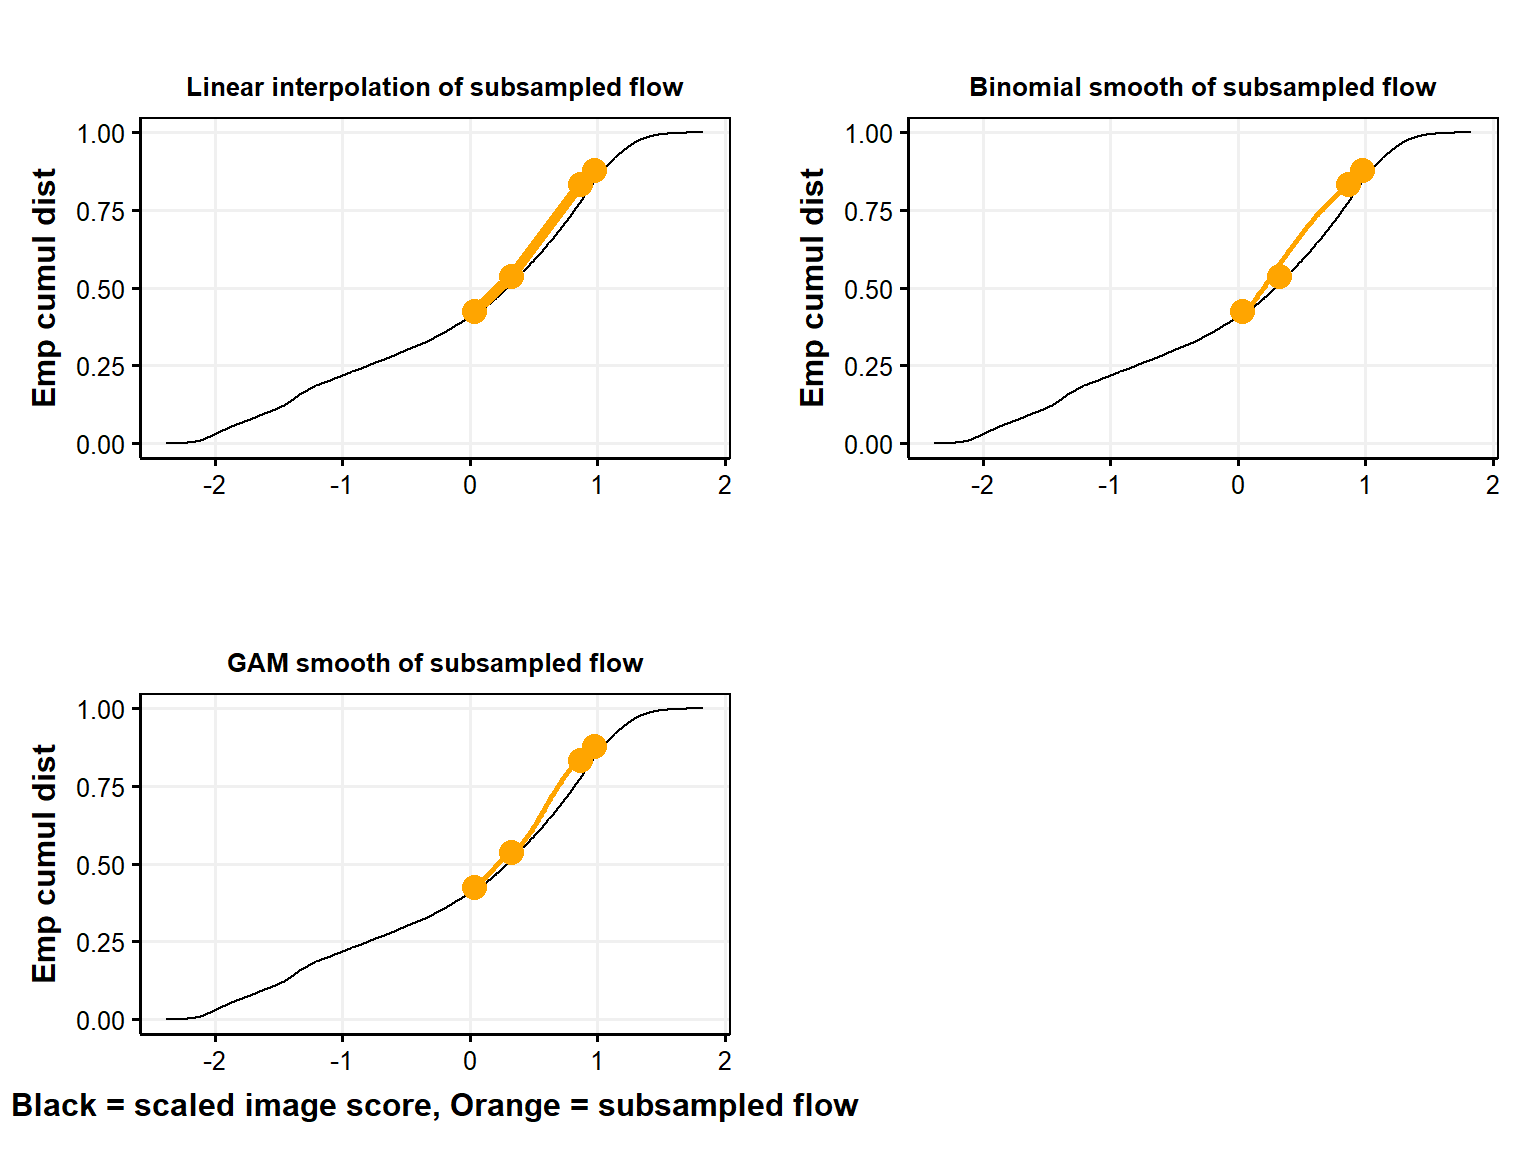 Linear interpolation of subsampled flow
Emp cumul dist
1.00
0.75
0.50
0.25
0.00
-2 -1 0 1 2
Binomial smooth of subsampled flow
Emp cumul dist
1.00
0.75
0.50
0.25
0.00
-2 -1 0 1 2
GAM smooth of subsampled flow
Emp cumul dist
1.00
0.75
0.50
0.25
0.00
-2 -1 0 1 2
Black = scaled image score, Orange = subsampled flow